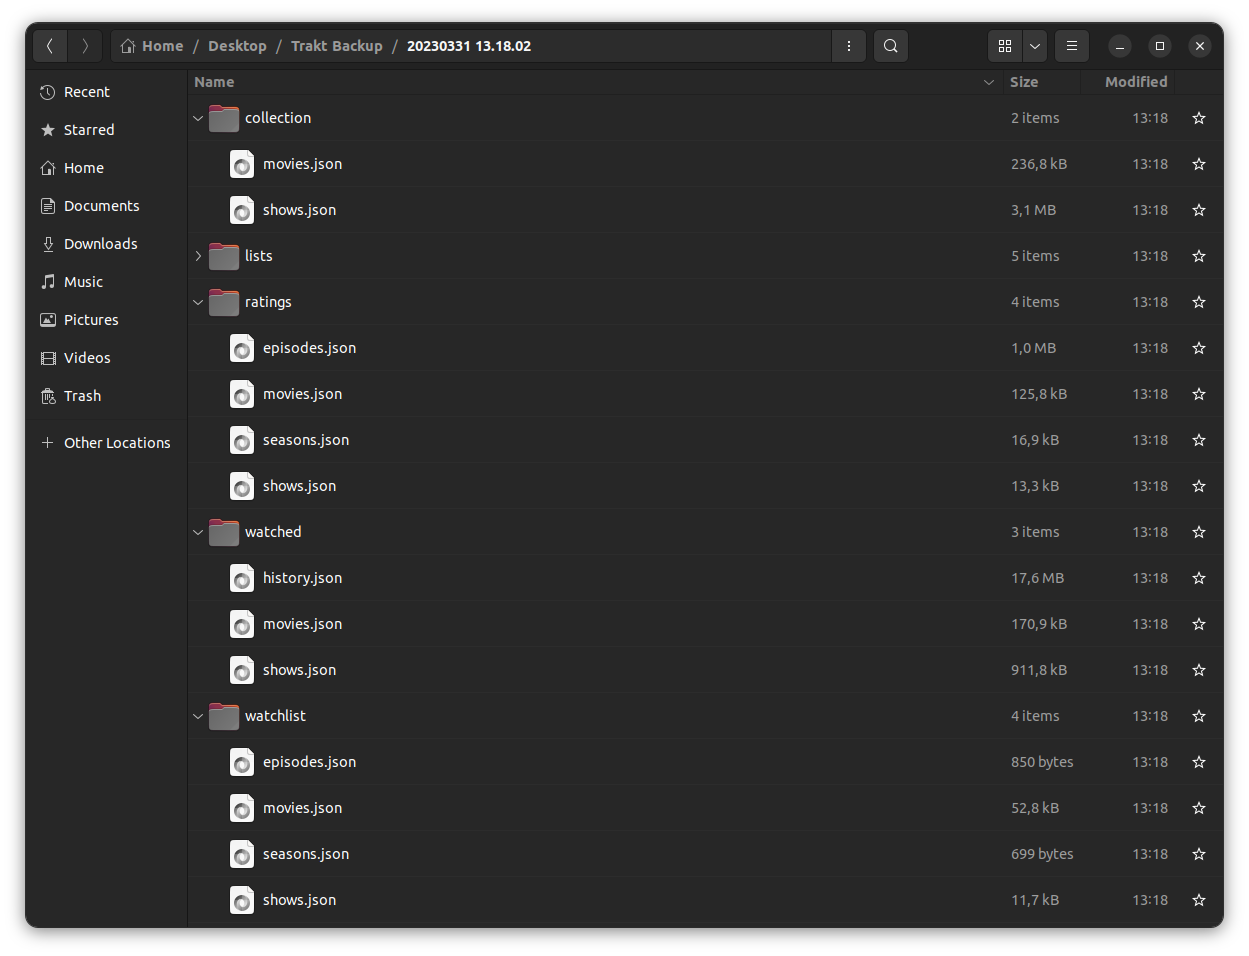 Home / Desktop / Trakt Backup / 20230331 13.18.02
Recent
Starred
Home
Documents
Downloads
Music
Pictures
Videos
Trash
Other Locations
Name Size Modified
collection 2 items 13:18
movies.json 236,8 kB 13:18
shows.json 3,1 MB 13:18
lists 5 items 13:18
ratings 4 items 13:18
episodes.json 1,0 MB 13:18
movies.json 125,8 kB 13:18
seasons.json 16,9 kB 13:18
shows.json 13,3 kB 13:18
watched 3 items 13:18
history.json 17,6 MB 13:18
movies.json 170,9 kB 13:18
shows.json 911,8 kB 13:18
watchlist 4 items 13:18
episodes.json 850 bytes 13:18
movies.json 52,8 kB 13:18
seasons.json 699 bytes 13:18
shows.json 11,7 kB 13:18